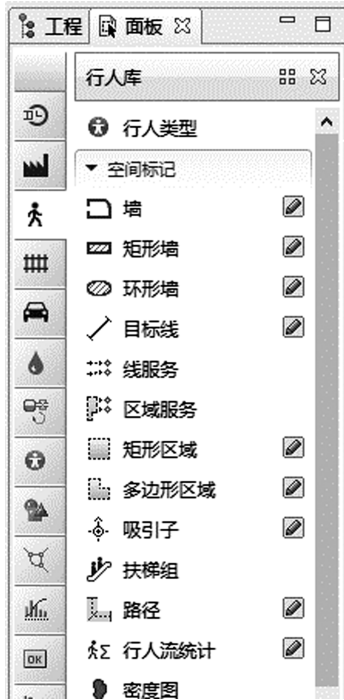 工程
面板
行人库
行人类型
空间标记
墙
矩形墙
环形墙
目标线
线服务
区域服务
矩形区域
多边形区域
吸引子
扶梯组
路径
行人流统计
OK
密度图